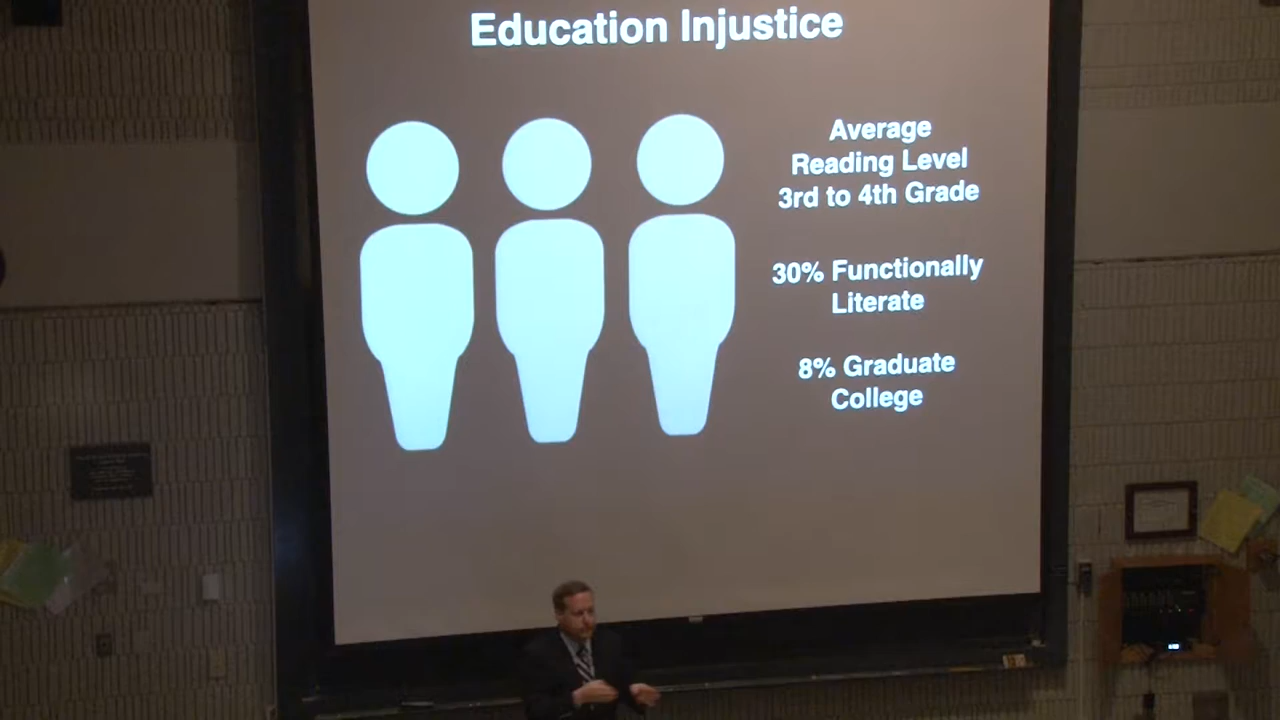 Education Injustice
Average
Reading Level
3rd to 4th Grade
30% Functionally
Literate
8% Graduate
College